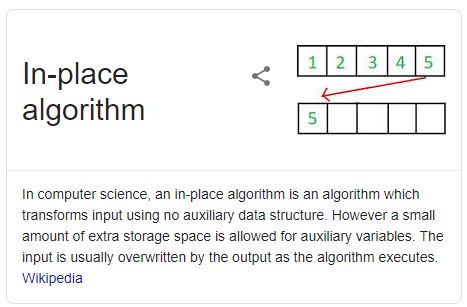 In-place
algorithm
1 2 3 4 5
5
In computer science, an in-place algorithm is an algorithm which
transforms input using no auxiliary data structure. However a small
amount of extra storage space is allowed for auxiliary variables. The
input is usually overwritten by the output as the algorithm executes.
Wikipedia